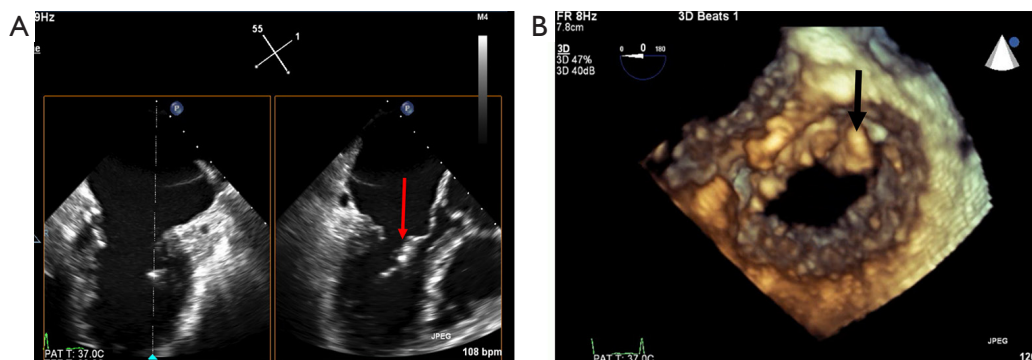 A
9Hz
55
1
M4
P
P
PAT T: 37.0C
JPEG
108 bpm
B
FR 8Hz
7.8cm
3D Beats 1
3D
3D 47%
3D 40dB
0 0 180
PAT T: 37.0C
JPEG